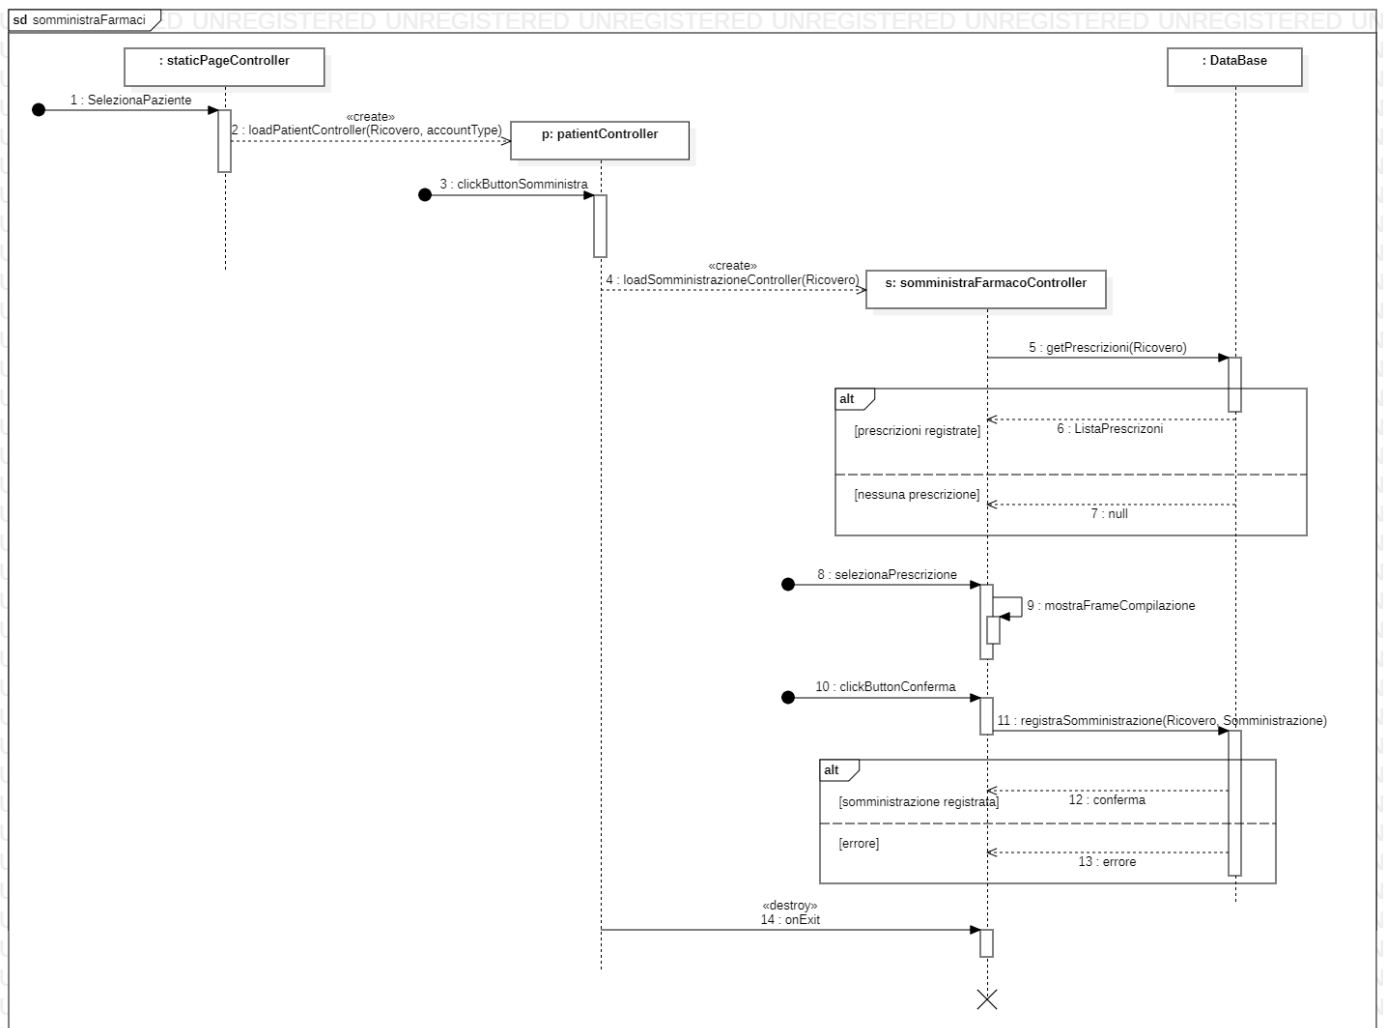 sd somministraFarmaci
UNREGISTERED UNREGISTERED UNREGISTERED UNREGISTERED UNREGISTERED UNREGISTERED
: staticPageController
: DataBase
1 : SelezionaPaziente
«create»
2 : loadPatientController(Ricovero, accountType)
p: patientController
3 : clickButtonSomministra
«create»
4 : loadSomministrazioneController(Ricovero)
s: somministraFarmacoController
5 : getPrescrizioni(Ricovero)
alt
[prescrizioni registrate]
6 : ListaPrescrizoni
[nessuna prescrizione]
7 : null
8 : selezionaPrescrizione
9 : mostraFrameCompilazione
10 : clickButtonConferma
11 : registraSomministrazione(Ricovero, Somministrazione)
alt
[somministrazione registrata]
12 : conferma
[errore]
13 : errore
«destroy»
14 : onExit